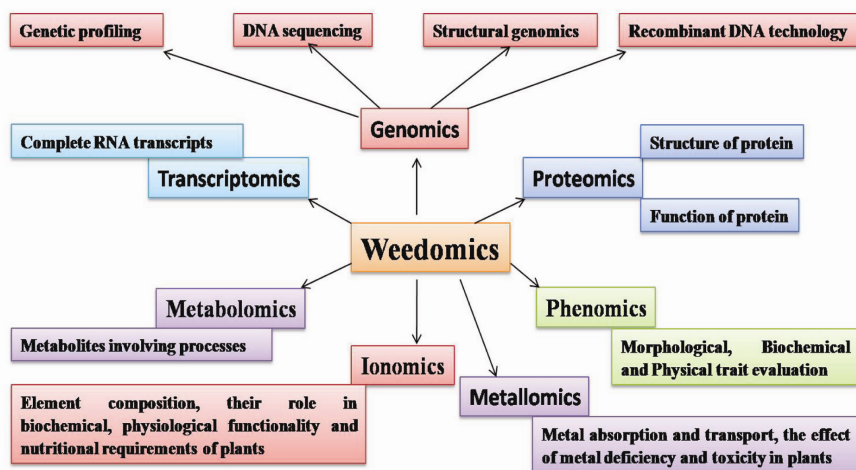 Genetic profiling
DNA sequencing
Structural genomics
Recombinant DNA technology
Genomics
Complete RNA transcripts
Transcriptomics
Structure of protein
Proteomics
Function of protein
Weedomics
Metabolomics
Metabolites involving processes
Phenomics
Morphological, Biochemical
and Physical trait evaluation
Ionomics
Element composition, their role in
biochemical, physiological functionality and
nutritional requirements of plants
Metallomics
Metal absorption and transport, the effect
of metal deficiency and toxicity in plants